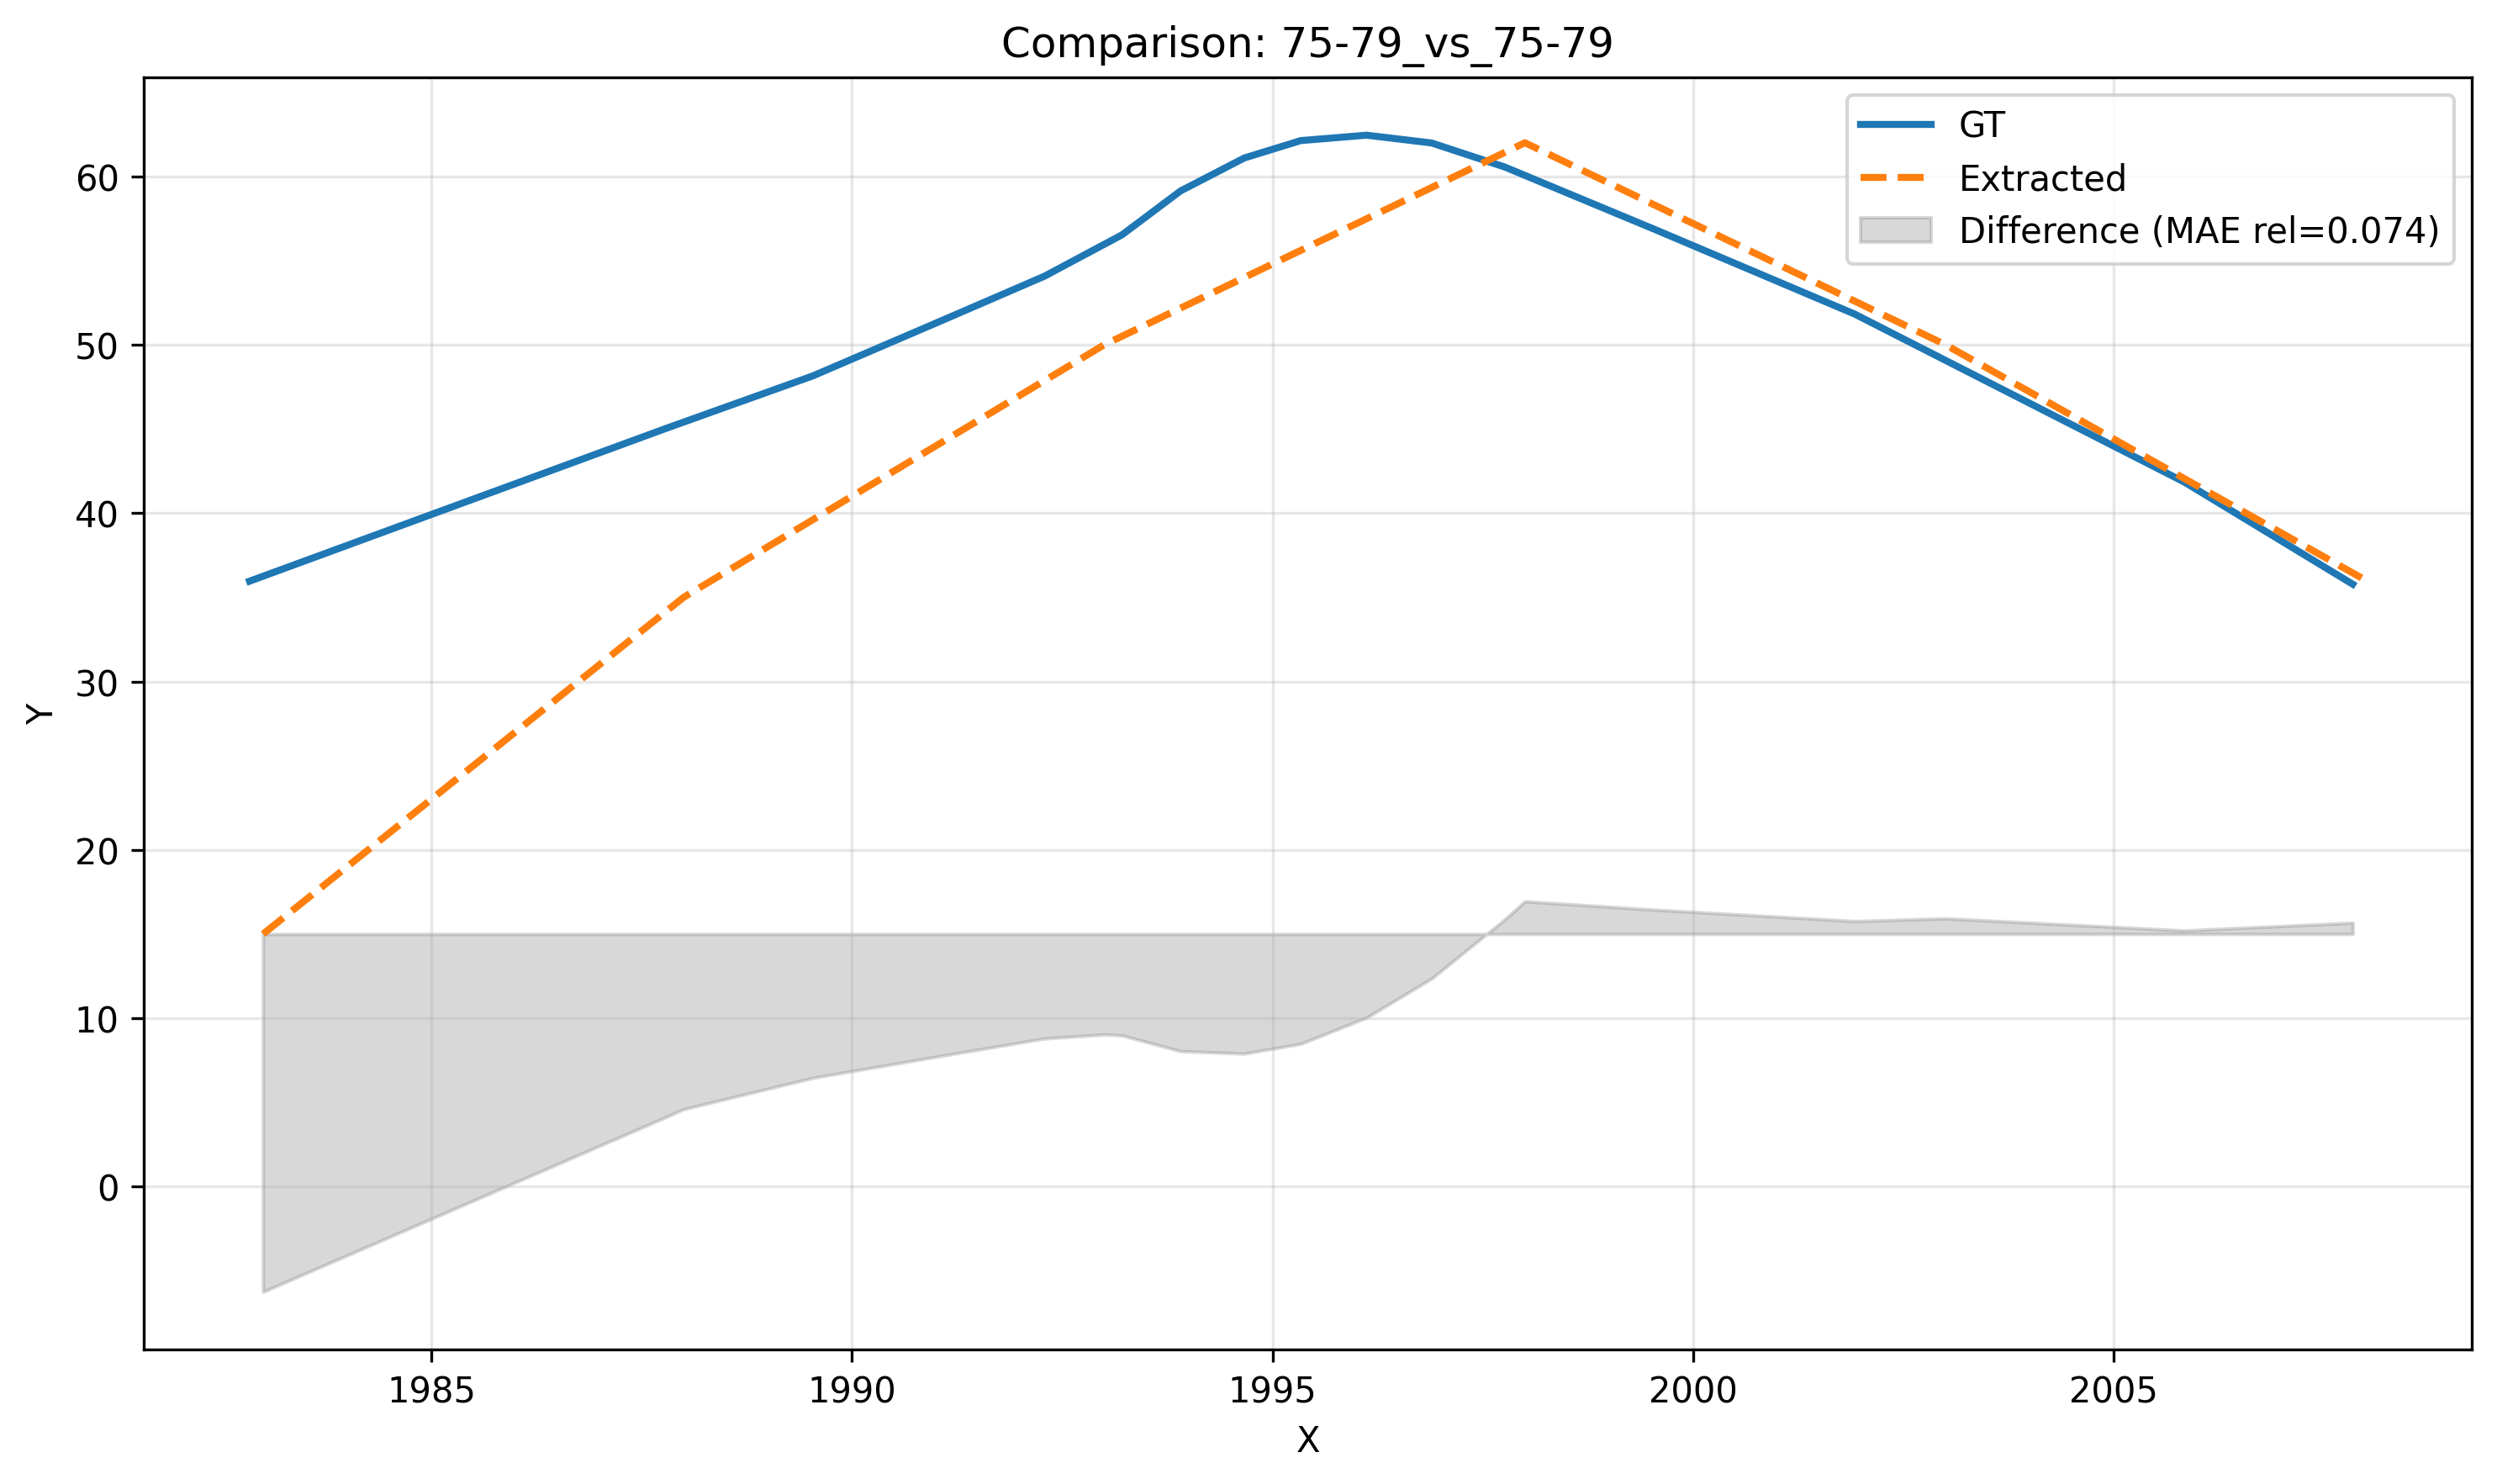 Comparison: 75-79_vs_75-79
GT
Extracted
Difference (MAE rel=0.074)
60
50
40
30
20
10
0
Y
1985
1990
1995
2000
2005
X